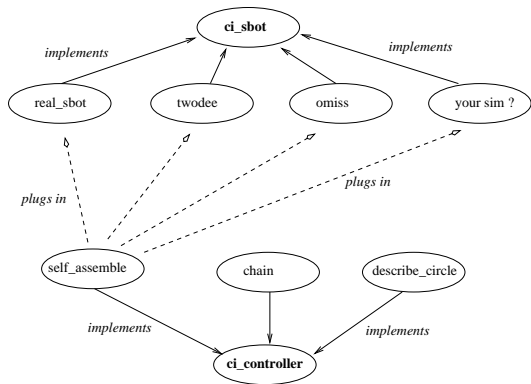 ci_sbot
implements
implements
real_sbot
twodee
omiss
your sim ?
plugs in
plugs in
self_assemble
chain
describe_circle
implements
implements
ci_controller